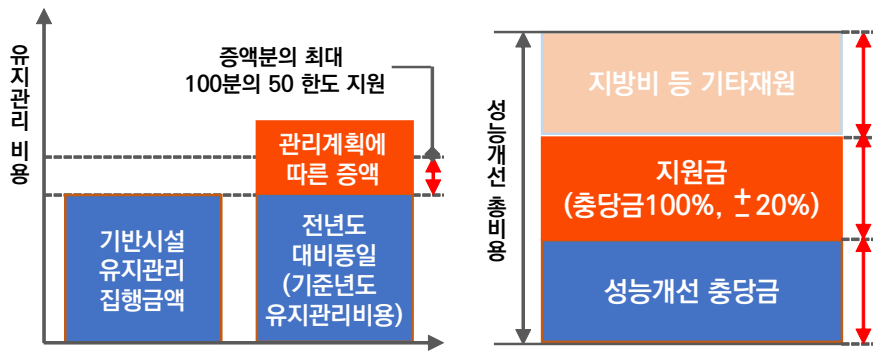 유지관리 비용
증액분의 최대
100분의 50 한도 지원
관리계획에
따른 증액
기반시설
유지관리
집행금액
전년도
대비동일
(기준년도
유지관리비용)
성능개선 총비용
지방비 등 기타재원
지원금
(충당금100%, ±20%)
성능개선 충당금